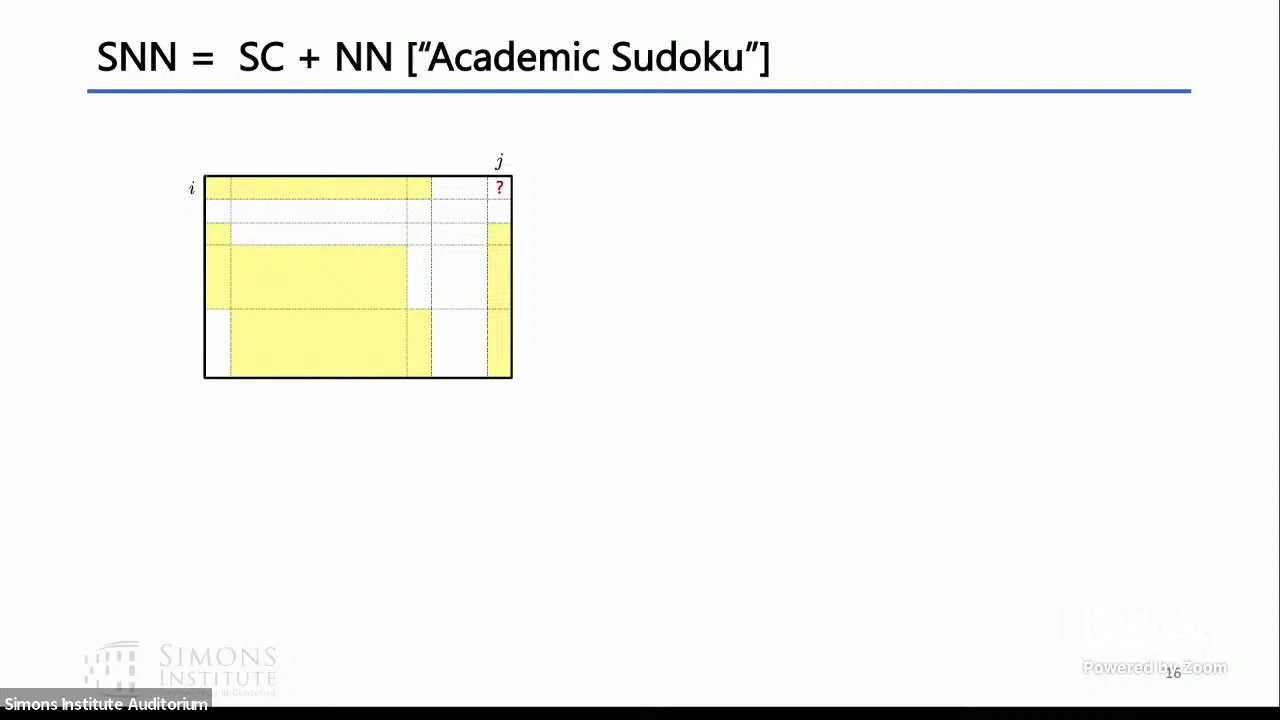 SNN = SC + NN ["Academic Sudoku"]
j
i
?
SIMONS
INSTITUTE
Powered by Zoom
16
Simons Institute Auditorium